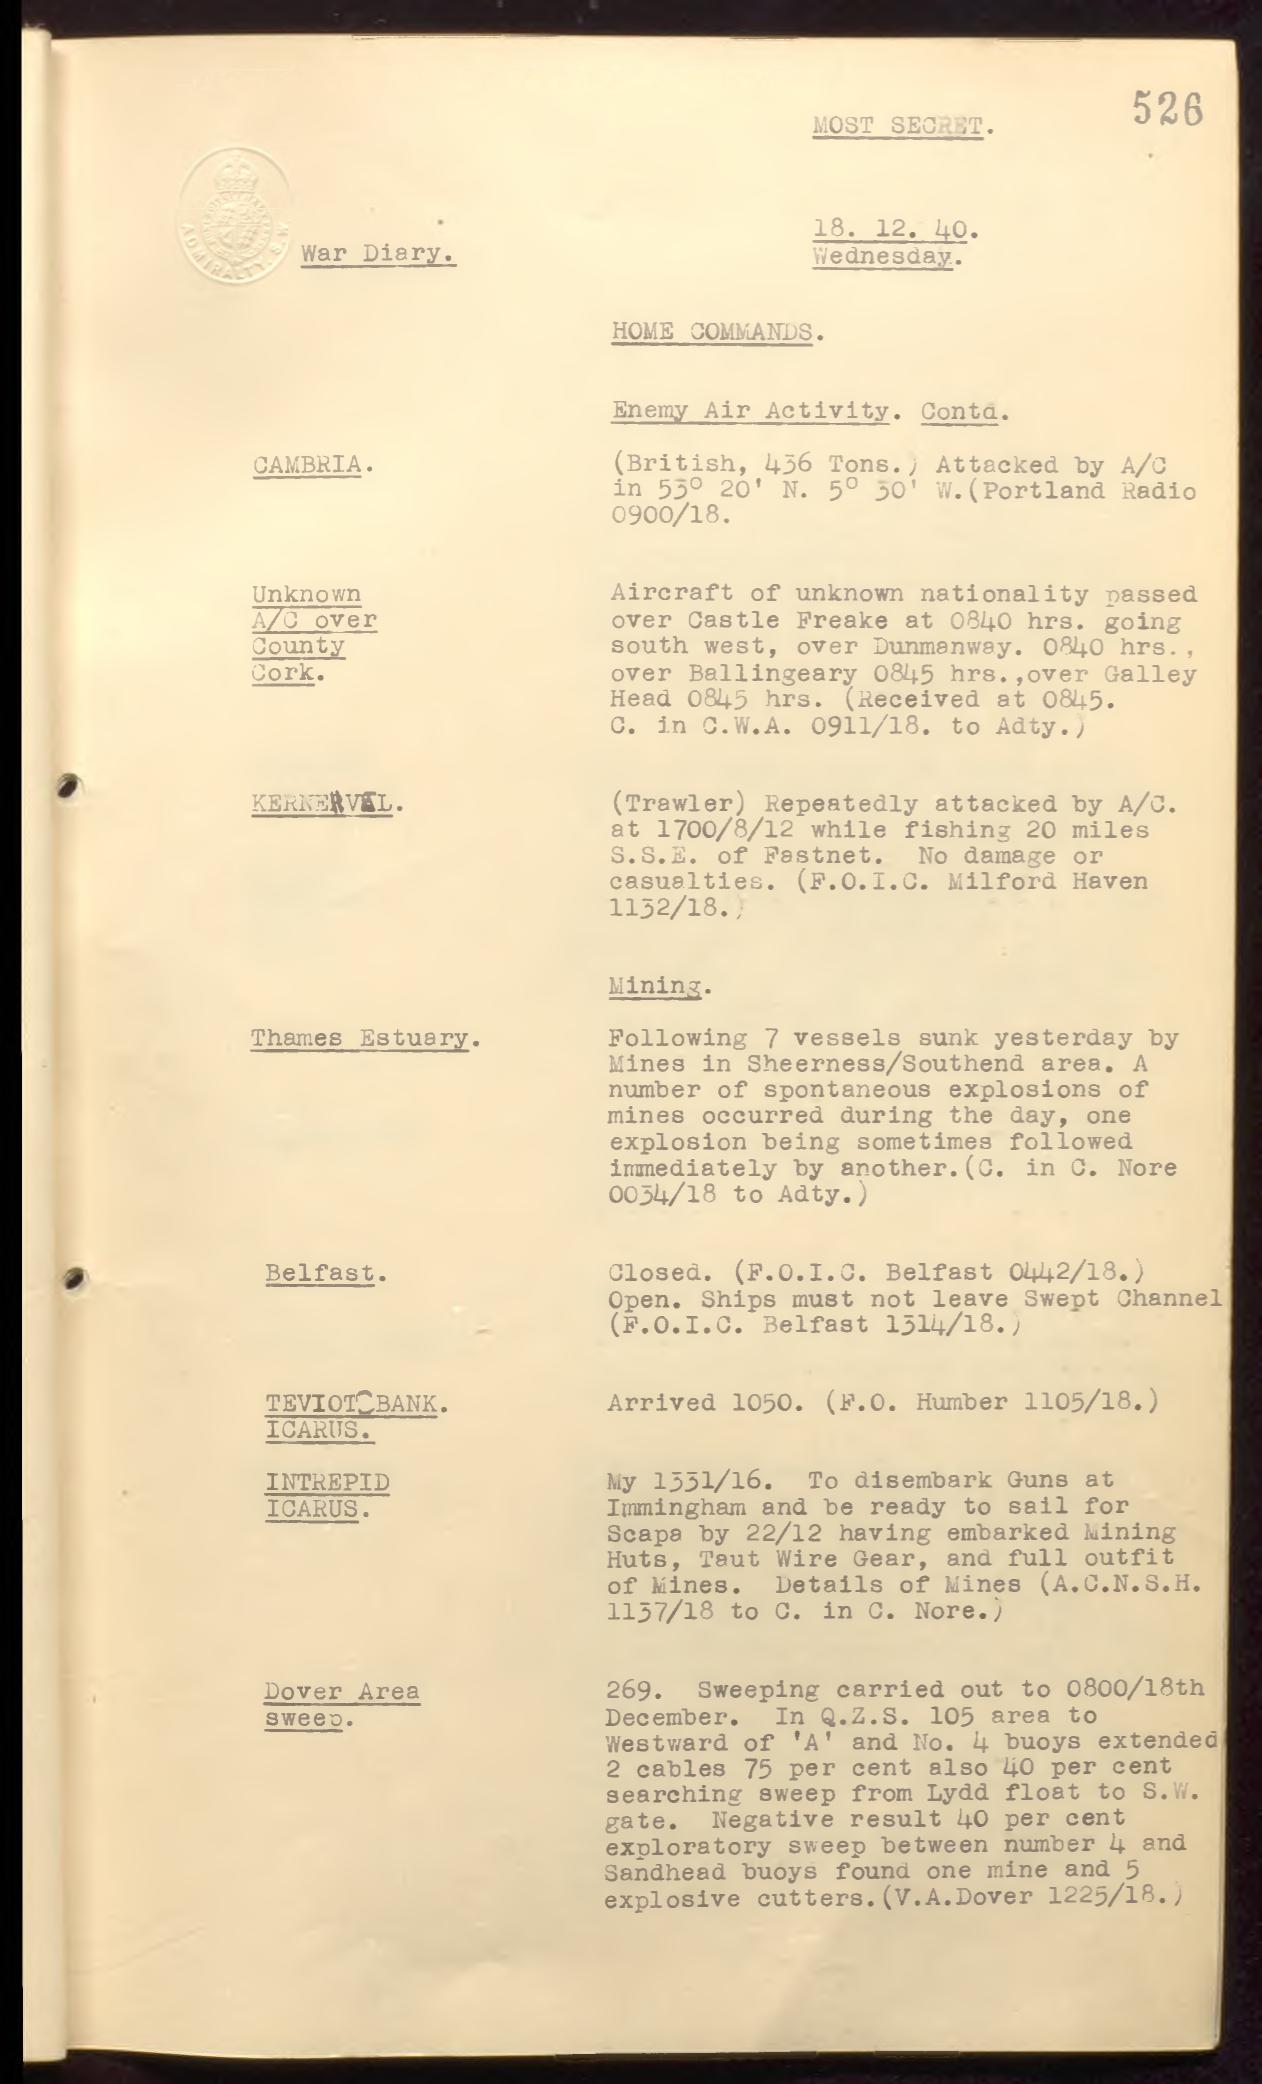 526
MOST SECRET.
ADMIRALTY. S.W
War Diary.
18. 12. 40.
Wednesday.
HOME COMMANDS.
Enemy Air Activity. Contd.
CAMBRIA.
(British, 436 Tons.) Attacked by A/C
in 53° 20' N. 5° 30' W.(Portland Radio
0900/18.
Unknown
A/C over
County
Cork.
Aircraft of unknown nationality passed
over Castle Freake at 0840 hrs. going
south west, over Dunmanway. 0840 hrs.,
over Ballingeary 0845 hrs.,over Galley
Head 0845 hrs. (Received at 0845.
C. in C.W.A. 0911/18. to Adty.)
(Trawler) Repeatedly attacked by A/C.
at 1700/8/12 while fishing 20 miles
S.S.E. of Fastnet. No damage or
casualties. (F.O.I.C. Milford Haven
1132/18.)
Mining.
Thames Estuary.
Following 7 vessels sunk yesterday by
Mines in Sheerness/Southend area. A
number of spontaneous explosions of
mines occurred during the day, one
explosion being sometimes followed
immediately by another.(C. in C. Nore
0034/18 to Adty.)
Belfast.
Closed. (F.O.I.C. Belfast 0442/18.)
Open. Ships must not leave Swept Channel
(F.O.I.C. Belfast 1314/18.)
TEVIOT BANK.
ICARUS.
Arrived 1050. (F.O. Humber 1105/18.)
INTREPID
ICARUS.
My 1331/16. To disembark Guns at
Immingham and be ready to sail for
Scapa by 22/12 having embarked Mining
Huts, Taut Wire Gear, and full outfit
of Mines. Details of Mines (A.C.N.S.H.
1137/18 to C. in C. Nore.)
Dover Area
sweep.
269. Sweeping carried out to 0800/18th
December. In Q.Z.S. 105 area to
Westward of 'A' and No. 4 buoys extended
2 cables 75 per cent also 40 per cent
searching sweep from Lydd float to S.W.
gate. Negative result 40 per cent
exploratory sweep between number 4 and
Sandhead buoys found one mine and 5
explosive cutters.(V.A.Dover 1225/18.)